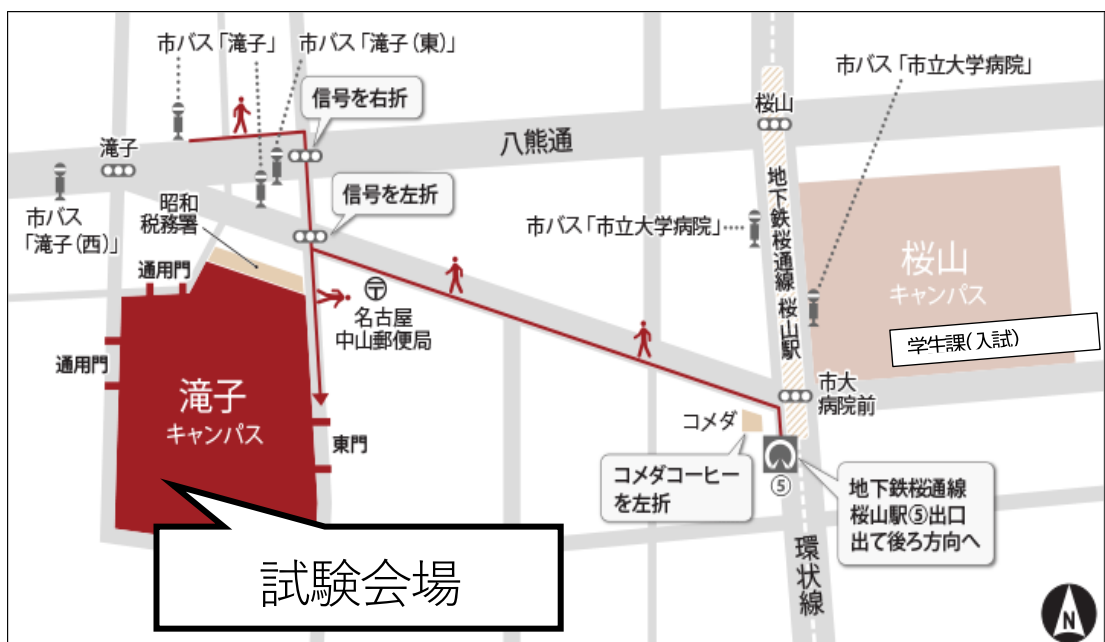 市バス「滝子」
市バス「滝子（東）」
市バス「市立大学病院」
信号を右折
桜山
八熊通
滝子
信号を左折
昭和
税務署
市バス
「滝子（西）」
市バス「市立大学病院」
地下鉄桜通線 桜山駅
桜山
キャンパス
学生課(入試)
通用門
〒
名古屋
中山郵便局
通用門
滝子
キャンパス
東門
市大
病院前
コメダ
コメダコーヒー
を左折
⑤
地下鉄桜通線
桜山駅⑤出口
出て後ろ方向へ
環状線
試験会場
N